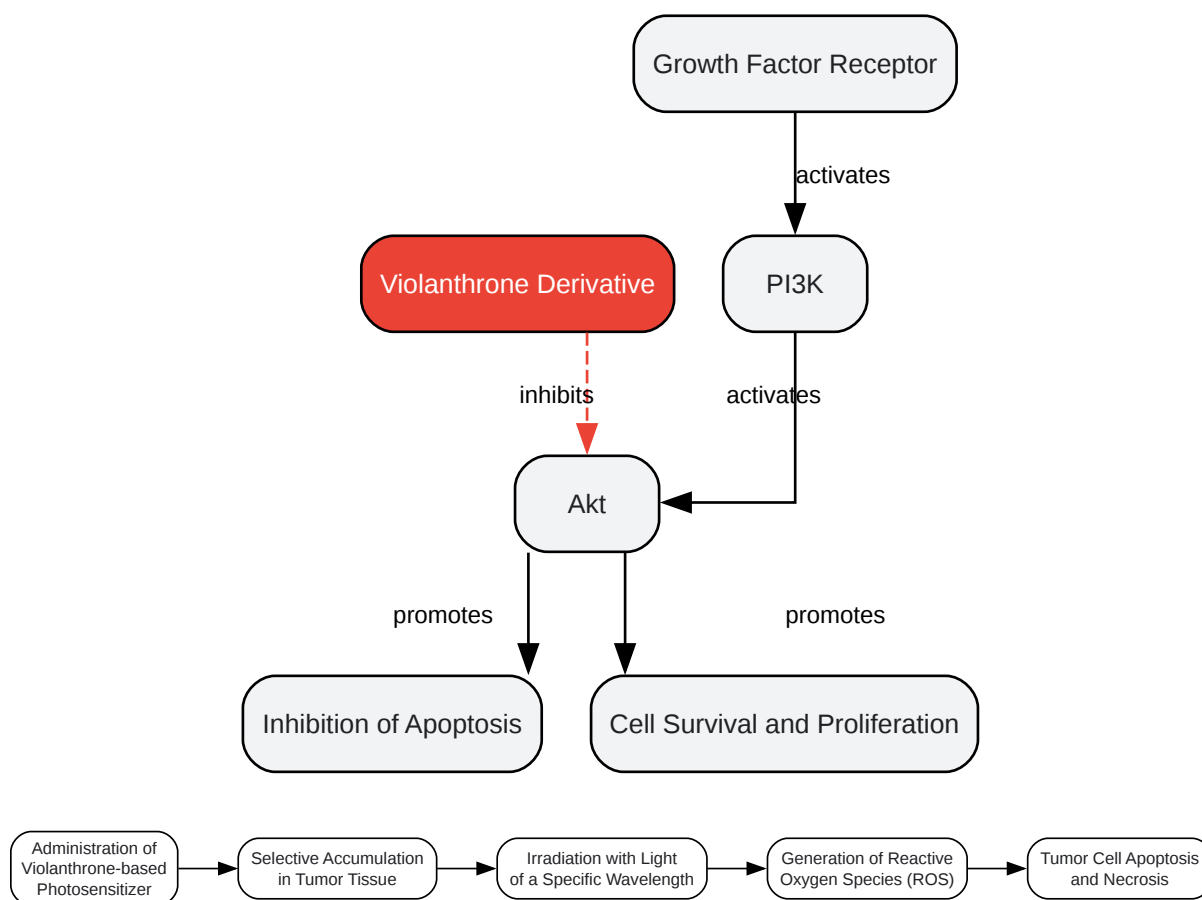 Growth Factor Receptor
activates
Violanthrone Derivative
PI3K
inhibits
activates
Akt
promotes
promotes
Inhibition of Apoptosis
Cell Survival and Proliferation
Administration of
Violanthrone-based
Photosensitizer
Selective Accumulation
in Tumor Tissue
Irradiation with Light
of a Specific Wavelength
Generation of Reactive
Oxygen Species (ROS)
Tumor Cell Apoptosis
and Necrosis